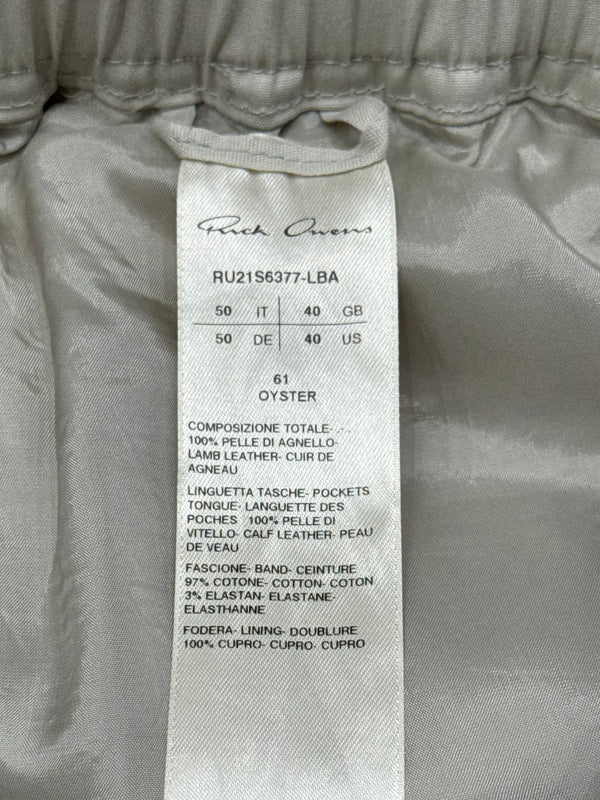 Rick Owens
RU21S6377-LBA
50 IT 40 GB
50 DE 40 US
61
OYSTER
COMPOSIZIONE TOTALE- .- .
100% PELLE DI AGNELLO-
LAMB LEATHER- CUIR DE
AGNEAU
LINGUETTA TASCHE- POCKETS
TONGUE- LANGUETTE DES
POCHES 100% PELLE DI
VITELLO- CALF LEATHER- PEAU
DE VEAU
FASCIONE- BAND- CEINTURE
97% COTONE- COTTON- COTON
3% ELASTAN- ELASTANE-
ELASTHANNE
FODERA- LINING- DOUBLURE
100% CUPRO- CUPRO- CUPRO